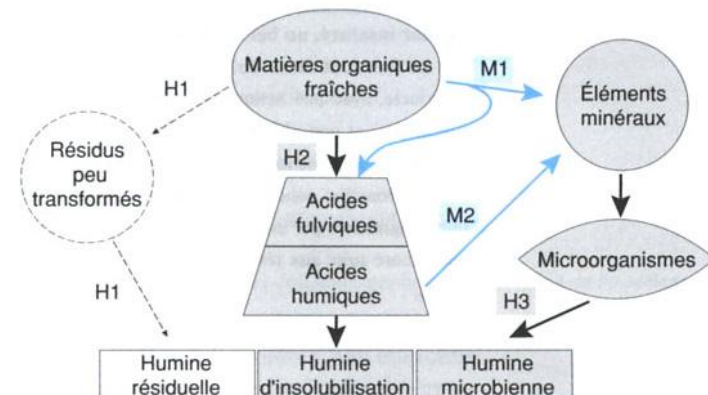 Matières organiques
fraîches
M1
Éléments
minéraux
H1
Résidus
peu
transformés
H2
Acides
fulviques
M2
Acides
humiques
Microorganismes
H1
H3
Humine
résiduelle
Humine
d'insolubilisation
Humine
microbienne